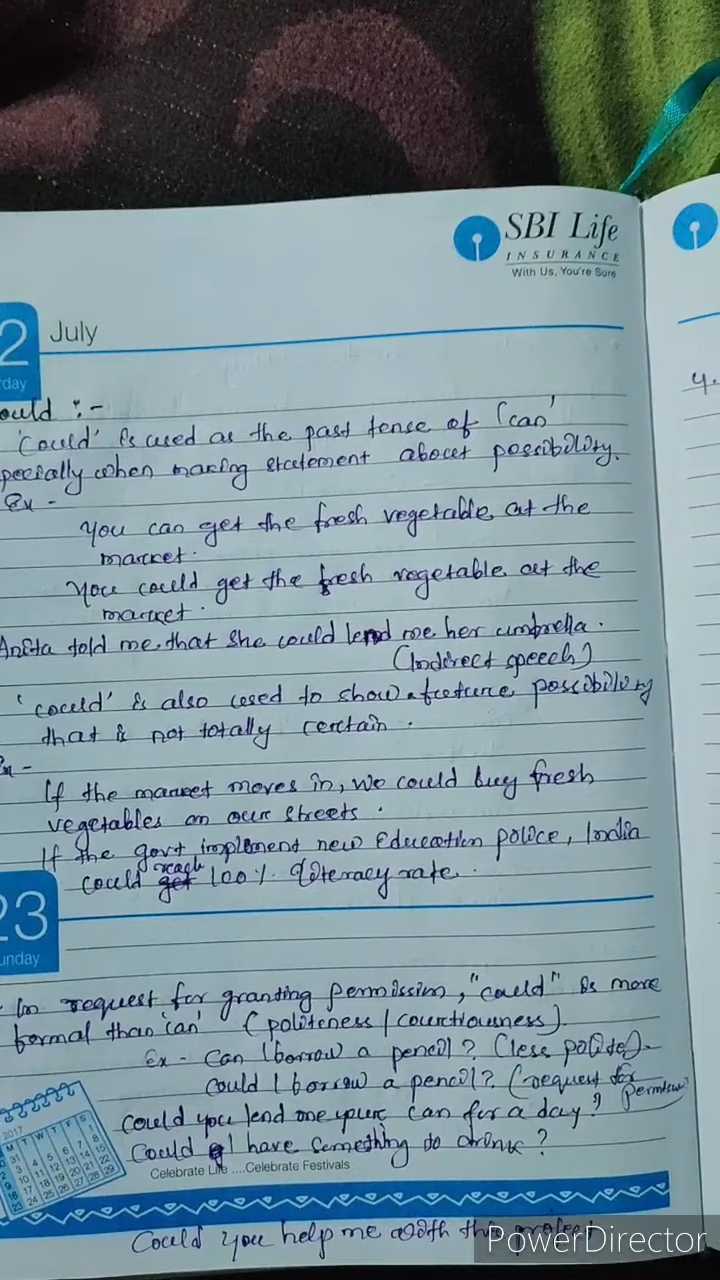 SBI Life
INSURANCE
With Us, You're Sure
2 July
rday
ould :-
'Could' is used as the past tense of 'can'
pecially when making statement about possibility.
Ex -
You can get the fresh vegetable at the
market.
You could get the fresh vegetable at the
market.
Anita told me, that she could lend me her umbrella.
(Indirect speech)
'could' is also used to show a future possibility
that is not totally certain.
Ex -
If the market moves in, we could buy fresh
vegetables on our streets.
If the govt implement new Education police, India
could reach 100% literacy rate.
23
unday
- In request for granting permission, "could" is more
formal than 'can' (politeness / courtiousness).
Ex - Can I borrow a pencil? (less polite).
Could I borrow a pencil? (request for
permission)
Could you lend me your car for a day?
Could I have something to drink?
2017
M T W T F S
Celebrate Life ....Celebrate Festivals
Could you help me with this project
PowerDirector